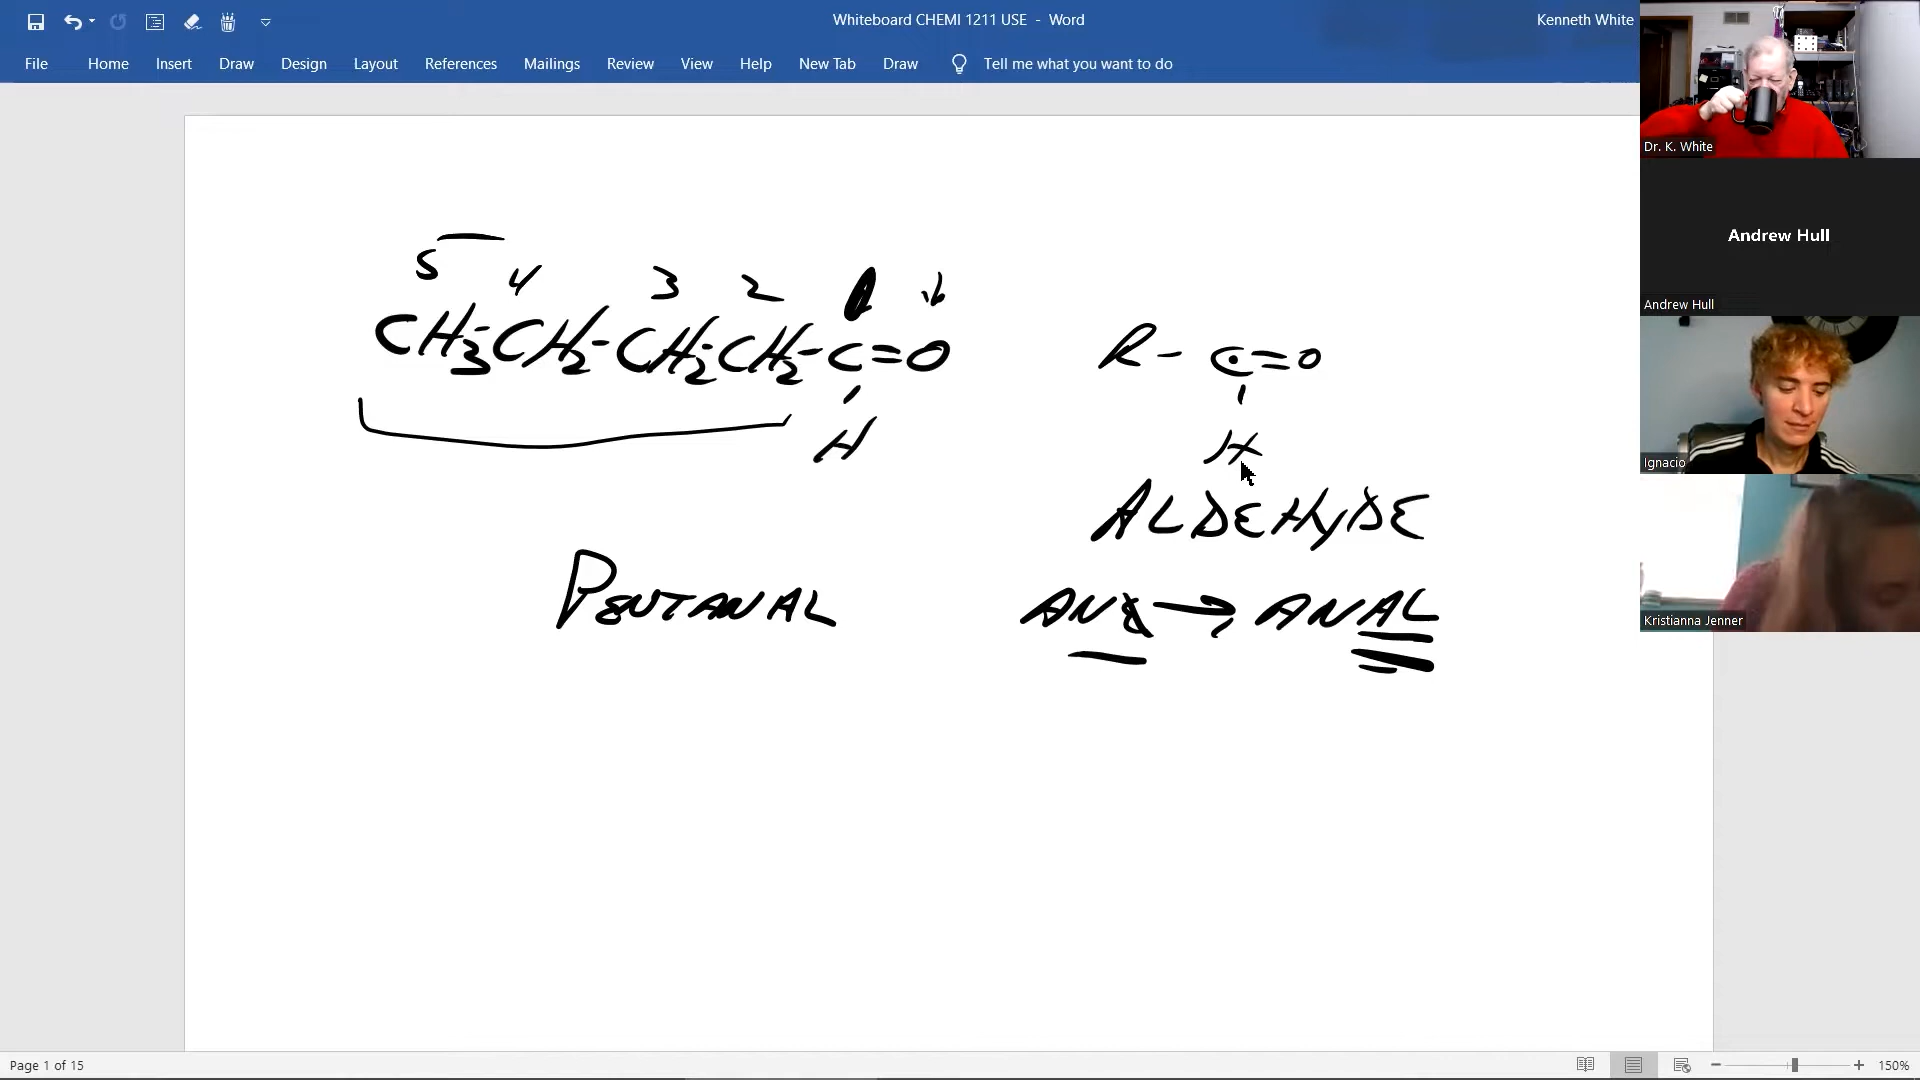 Whiteboard CHEMI 1211 USE - Word
Kenneth White
File Home Insert Draw Design Layout References Mailings Review View Help New Tab Draw Tell me what you want to do
Dr. K. White
Andrew Hull
Andrew Hull
Ignacio
Kristianna Jenner
5 4 3 2 1
CH3-CH2-CH2-CH2-C=O
H
R-C=O
H
ALDEHYDE
PENTANAL
ANE → ANAL
Page 1 of 15
150%